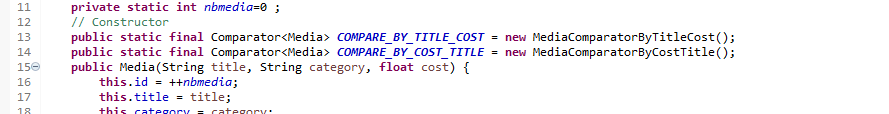 11 private static int nbmedia=0 ;
12 // Constructor
13 public static final Comparator<Media> COMPARE_BY_TITLE_COST = new MediaComparatorByTitleCost();
14 public static final Comparator<Media> COMPARE_BY_COST_TITLE = new MediaComparatorByCostTitle();
15 public Media(String title, String category, float cost) {
16 this.id = ++nbmedia;
17 this.title = title;
18 this.category = category;